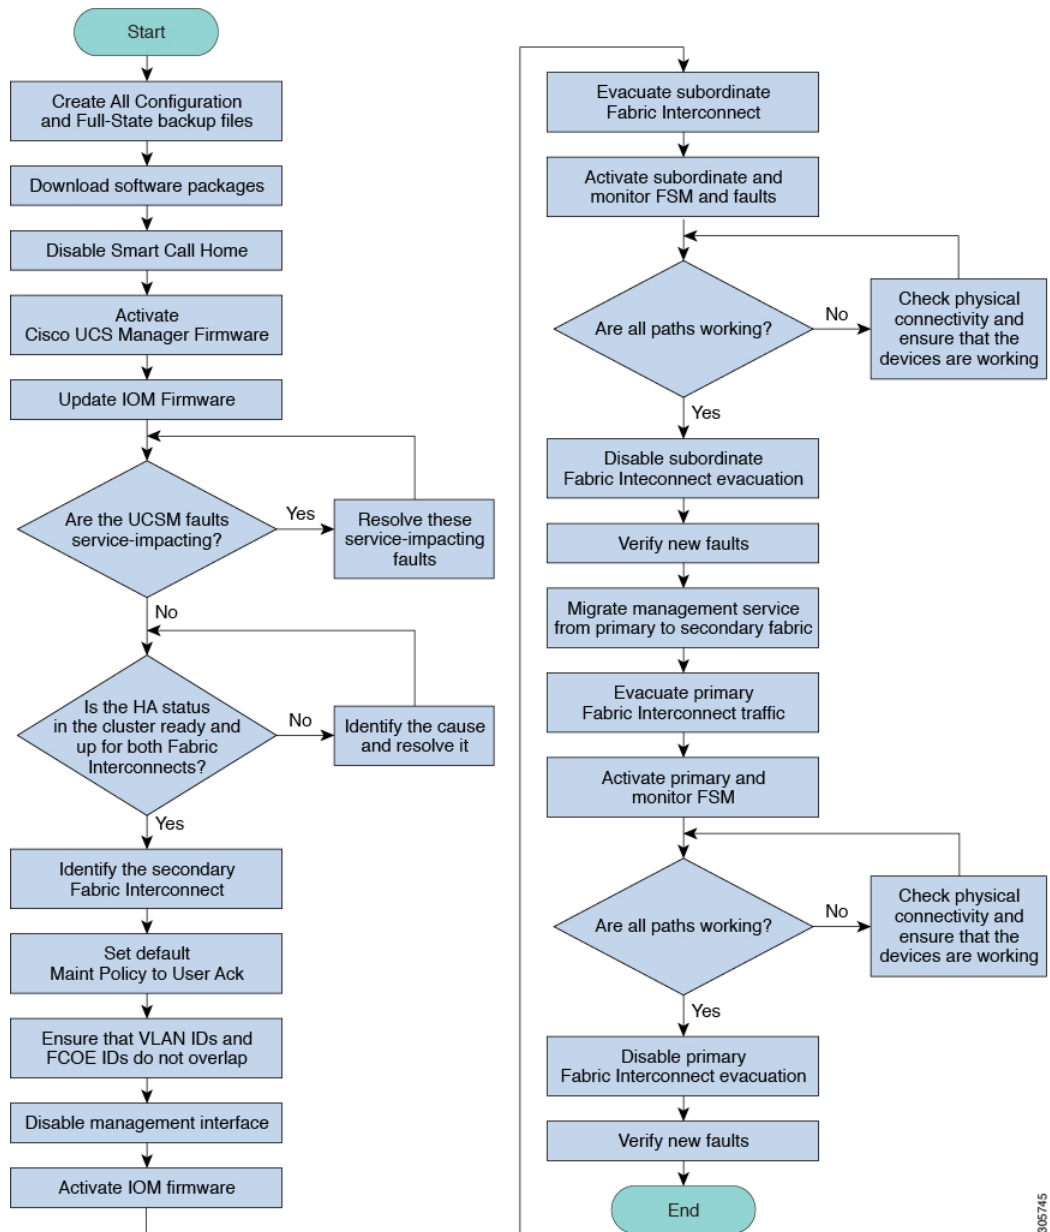 Start
Create All Configuration
and Full-State backup files
Download software packages
Disable Smart Call Home
Activate
Cisco UCS Manager Firmware
Update IOM Firmware
Are the UCSM faults
service-impacting?
Yes
Resolve these
service-impacting
faults
No
Is the HA status
in the cluster ready and
up for both Fabric
Interconnects?
No
Identify the cause
and resolve it
Yes
Identify the secondary
Fabric Interconnect
Set default
Maint Policy to User Ack
Ensure that VLAN IDs and
FCOE IDs do not overlap
Disable management interface
Activate IOM firmware
Evacuate subordinate
Fabric Interconnect
Activate subordinate and
monitor FSM and faults
Are all paths working?
No
Check physical
connectivity and
ensure that the
devices are working
Yes
Disable subordinate
Fabric Inteconnect evacuation
Verify new faults
Migrate management service
from primary to secondary fabric
Evacuate primary
Fabric Interconnect traffic
Activate primary and
monitor FSM
Are all paths working?
No
Check physical
connectivity and
ensure that the
devices are working
Yes
Disable primary
Fabric Interconnect evacuation
Verify new faults
End
305745